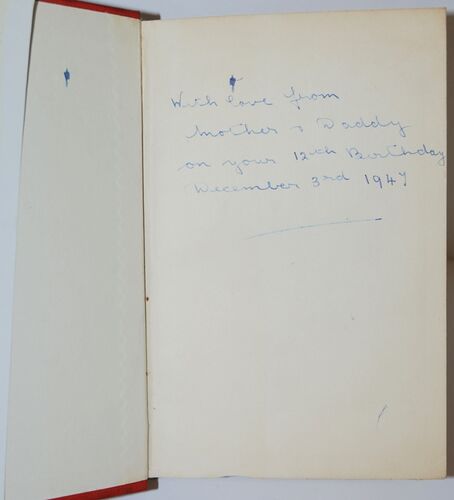 With love from
Mother & Daddy
on your 12th Birthday
December 3rd 1947